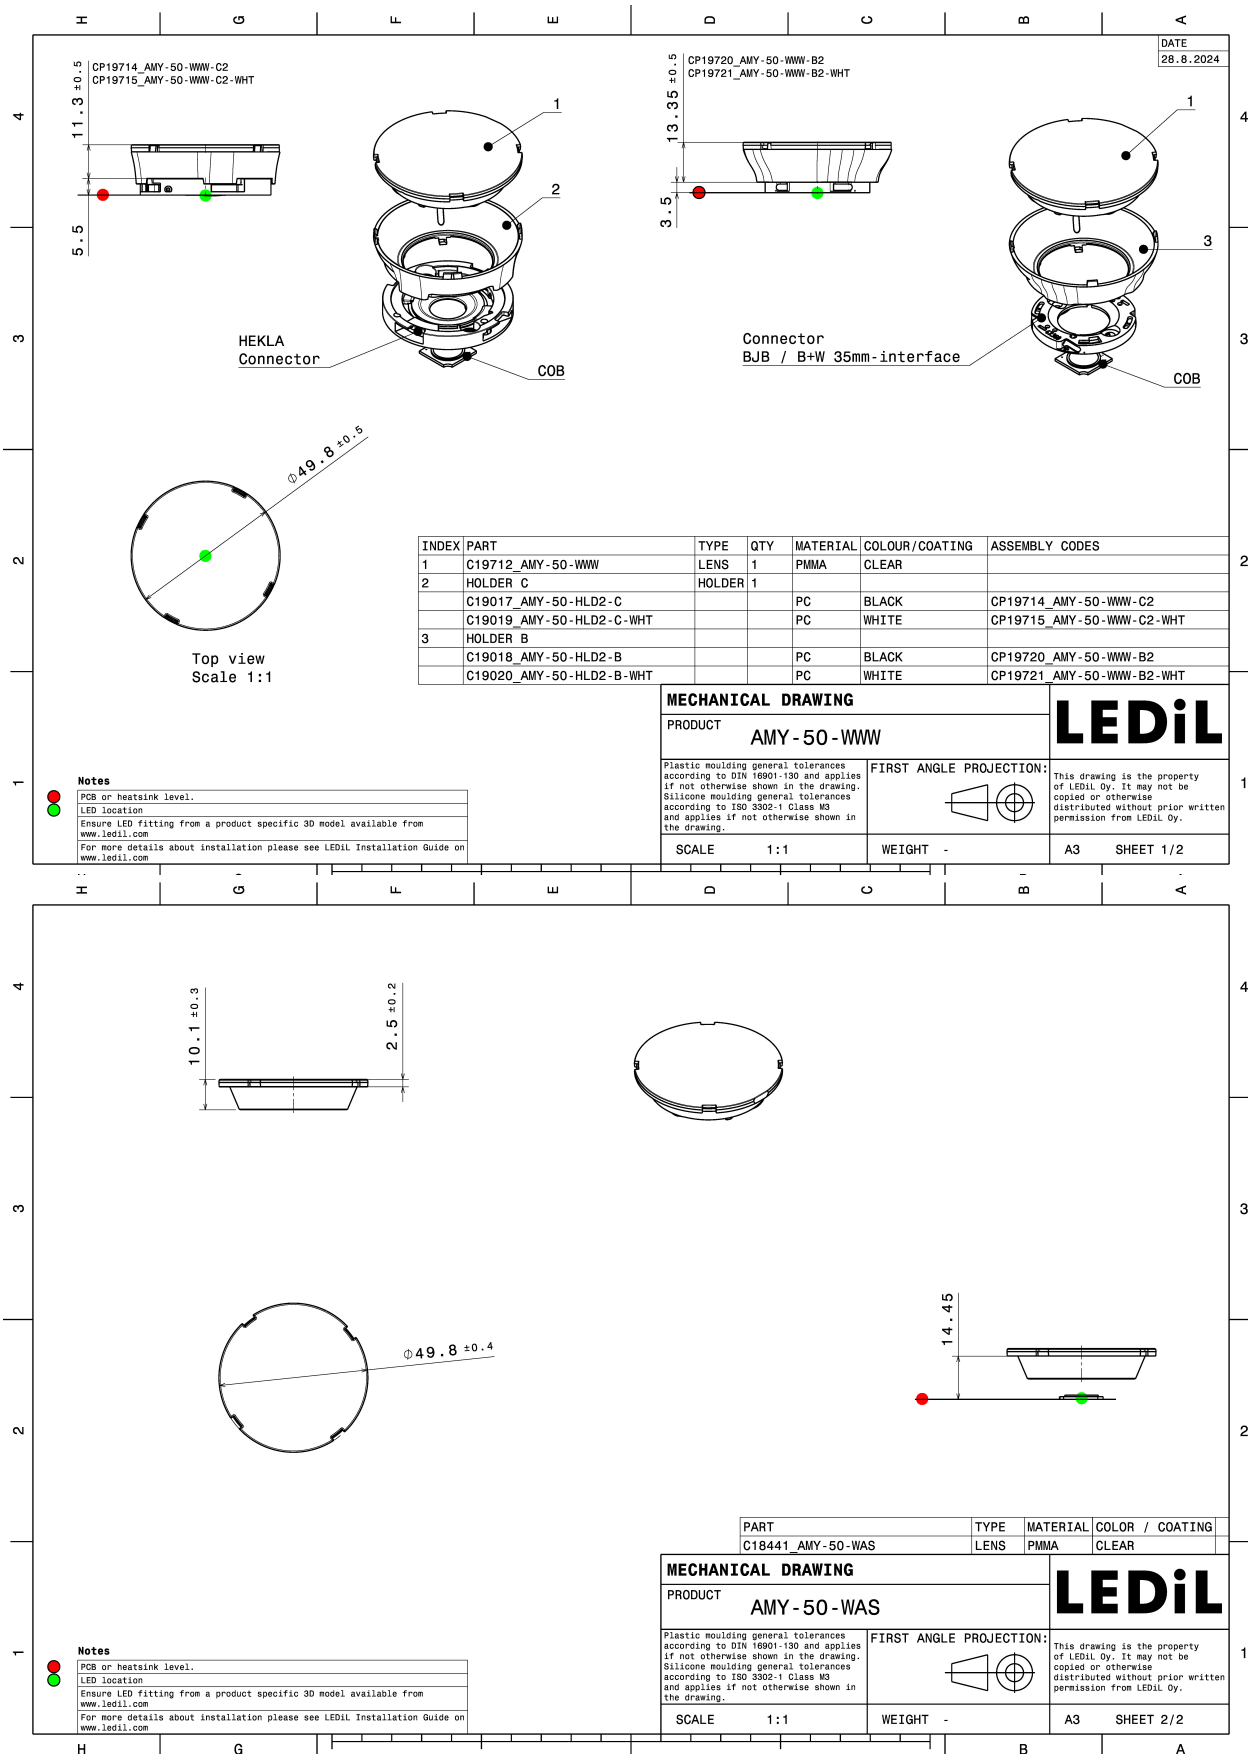 H G F E D C B A
DATE
28.8.2024
4 4
3 3
2 2
1 1
CP19714_AMY-50-WWW-C2
CP19715_AMY-50-WWW-C2-WHT
11.3 ±0.5
5.5
1
2
HEKLA
Connector
COB
CP19720_AMY-50-WWW-B2
CP19721_AMY-50-WWW-B2-WHT
13.35 ±0.5
3.5
1
3
Connector
BJB / B+W 35mm-interface
COB
Φ49.8 ±0.5
Top view
Scale 1:1
INDEX PART TYPE QTY MATERIAL COLOUR/COATING ASSEMBLY CODES
1 C19712_AMY-50-WWW LENS 1 PMMA CLEAR
2 HOLDER C HOLDER 1
C19017_AMY-50-HLD2-C PC BLACK CP19714_AMY-50-WWW-C2
C19019_AMY-50-HLD2-C-WHT PC WHITE CP19715_AMY-50-WWW-C2-WHT
3 HOLDER B
C19018_AMY-50-HLD2-B PC BLACK CP19720_AMY-50-WWW-B2
C19020_AMY-50-HLD2-B-WHT PC WHITE CP19721_AMY-50-WWW-B2-WHT
MECHANICAL DRAWING
PRODUCT
AMY-50-WWW
LEDiL
Plastic moulding general tolerances
according to DIN 16901-130 and applies
if not otherwise shown in the drawing.
Silicone moulding general tolerances
according to ISO 3302-1 Class M3
and applies if not otherwise shown in
the drawing.
FIRST ANGLE PROJECTION:
This drawing is the property
of LEDiL Oy. It may not be
copied or otherwise
distributed without prior written
permission from LEDiL Oy.
SCALE 1:1 WEIGHT - A3 SHEET 1/2
Notes
PCB or heatsink level.
LED location
Ensure LED fitting from a product specific 3D model available from
www.ledil.com
For more details about installation please see LEDiL Installation Guide on
www.ledil.com
H G F E D C B A
4 4
3 3
2 2
1 1
10.1 ±0.3
2.5 ±0.2
Φ49.8 ±0.4
14.45
PART TYPE MATERIAL COLOR / COATING
C18441_AMY-50-WAS LENS PMMA CLEAR
MECHANICAL DRAWING
PRODUCT
AMY-50-WAS
LEDiL
Plastic moulding general tolerances
according to DIN 16901-130 and applies
if not otherwise shown in the drawing.
Silicone moulding general tolerances
according to ISO 3302-1 Class M3
and applies if not otherwise shown in
the drawing.
FIRST ANGLE PROJECTION:
This drawing is the property
of LEDiL Oy. It may not be
copied or otherwise
distributed without prior written
permission from LEDiL Oy.
SCALE 1:1 WEIGHT - A3 SHEET 2/2
Notes
PCB or heatsink level.
LED location
Ensure LED fitting from a product specific 3D model available from
www.ledil.com
For more details about installation please see LEDiL Installation Guide on
www.ledil.com
H G B A